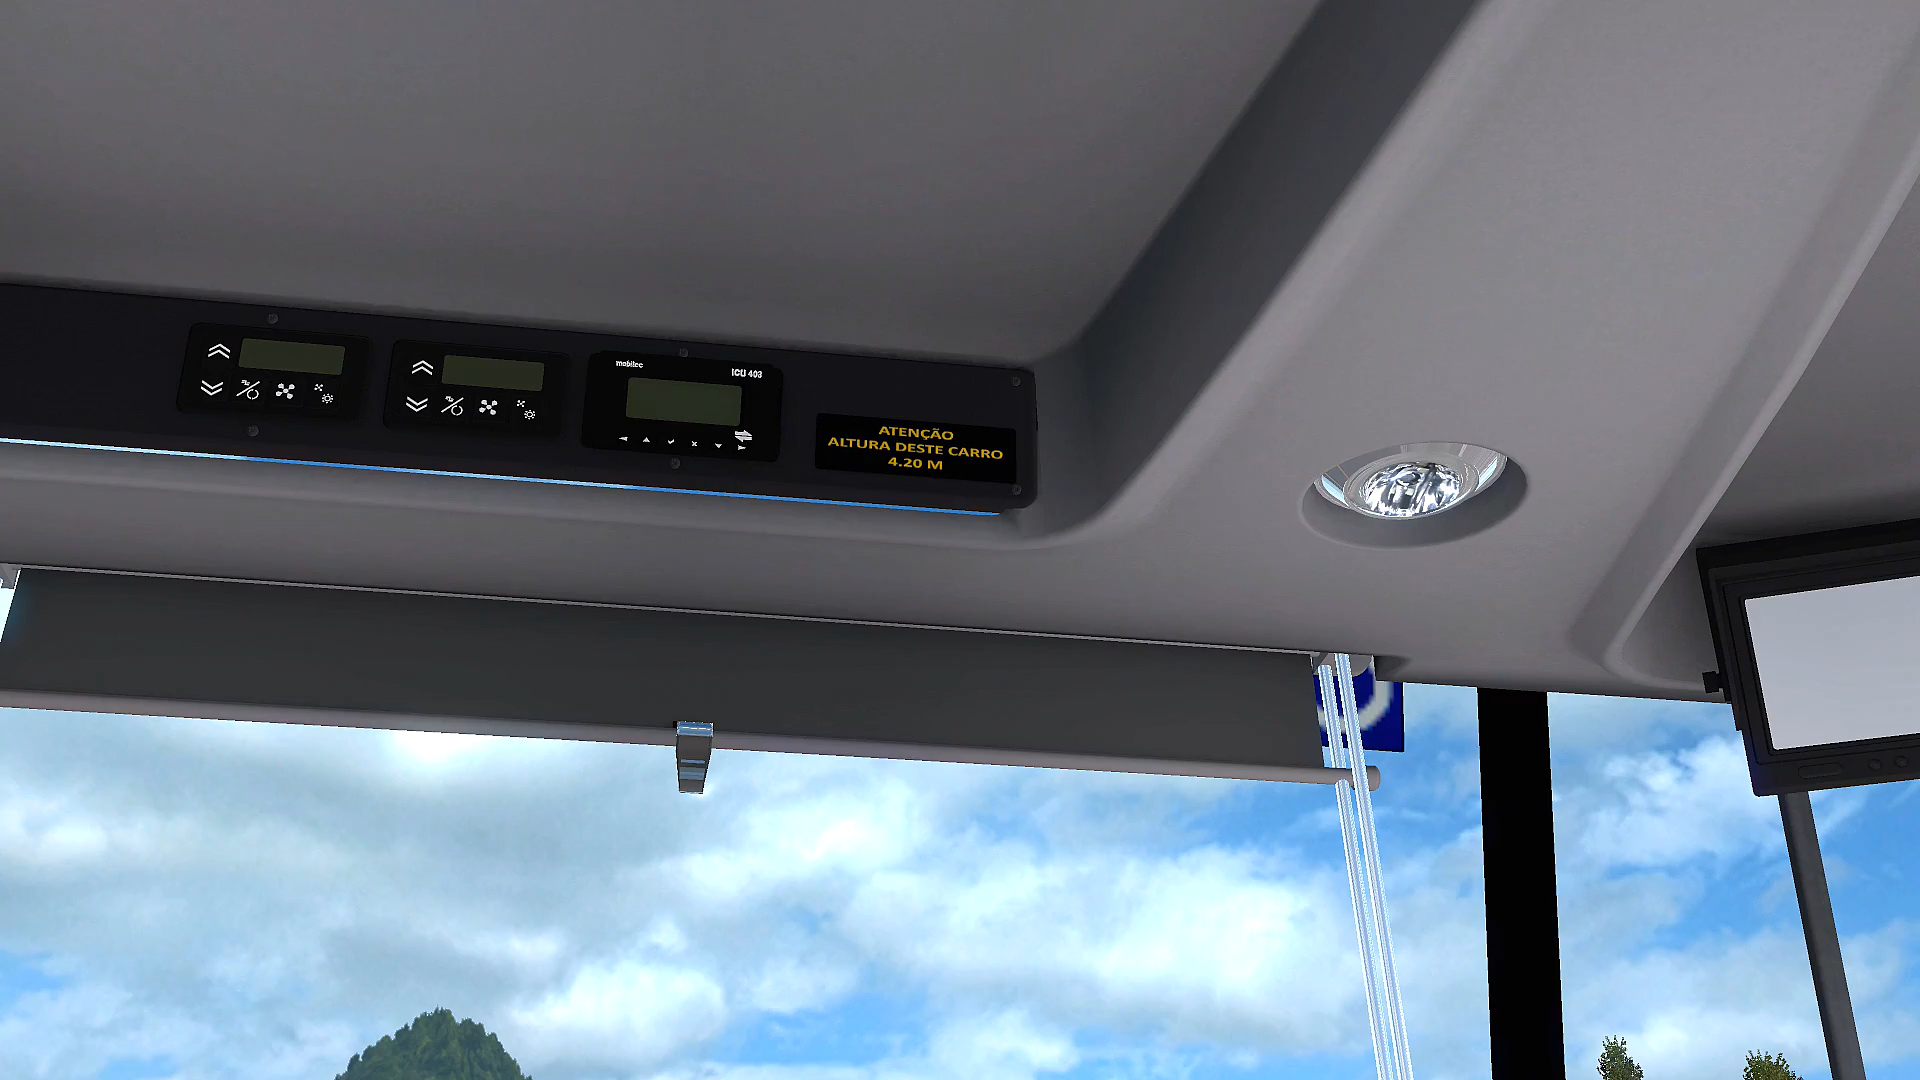 mobitec
ICU 403
ATENÇÃO
ALTURA DESTE CARRO
4.20 M